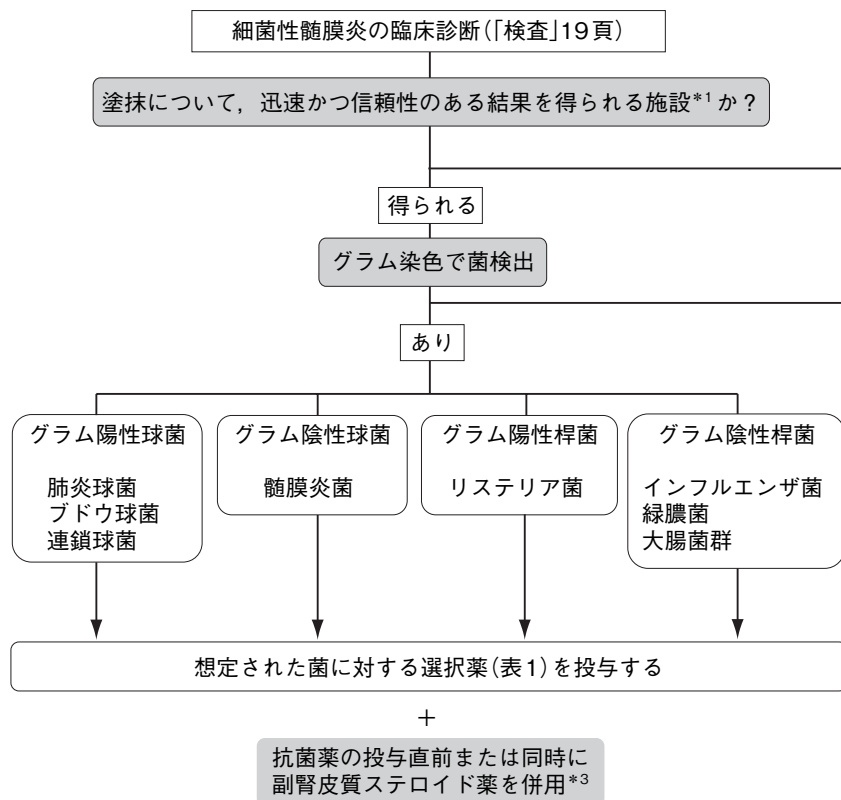 細菌性髄膜炎の臨床診断(「検査」19頁)
塗抹について,迅速かつ信頼性のある結果を得られる施設*1か?
得られる
グラム染色で菌検出
あり
グラム陽性球菌
肺炎球菌
ブドウ球菌
連鎖球菌
グラム陰性球菌
髄膜炎菌
グラム陽性桿菌
リステリア菌
グラム陰性桿菌
インフルエンザ菌
緑膿菌
大腸菌群
想定された菌に対する選択薬(表1)を投与する
+
抗菌薬の投与直前または同時に
副腎皮質ステロイド薬を併用*3